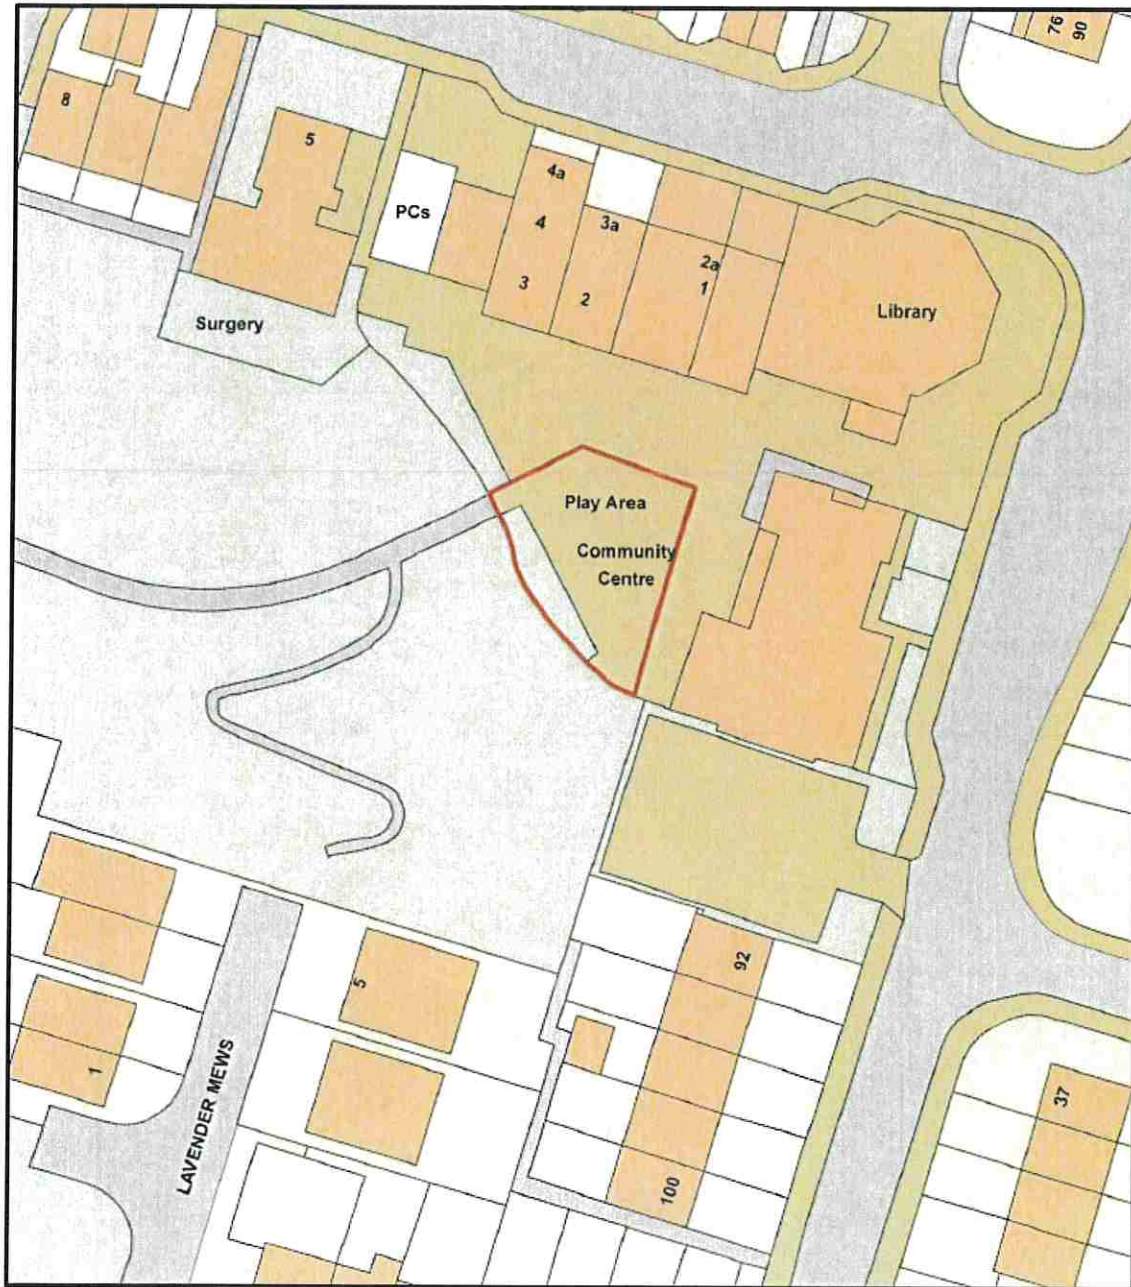 76
90
8
5
4a
PCs
4
3a
2a
3
2
1
Library
Surgery
Play Area
Community
Centre
92
5
1
LAVENDER MEWS
37
100